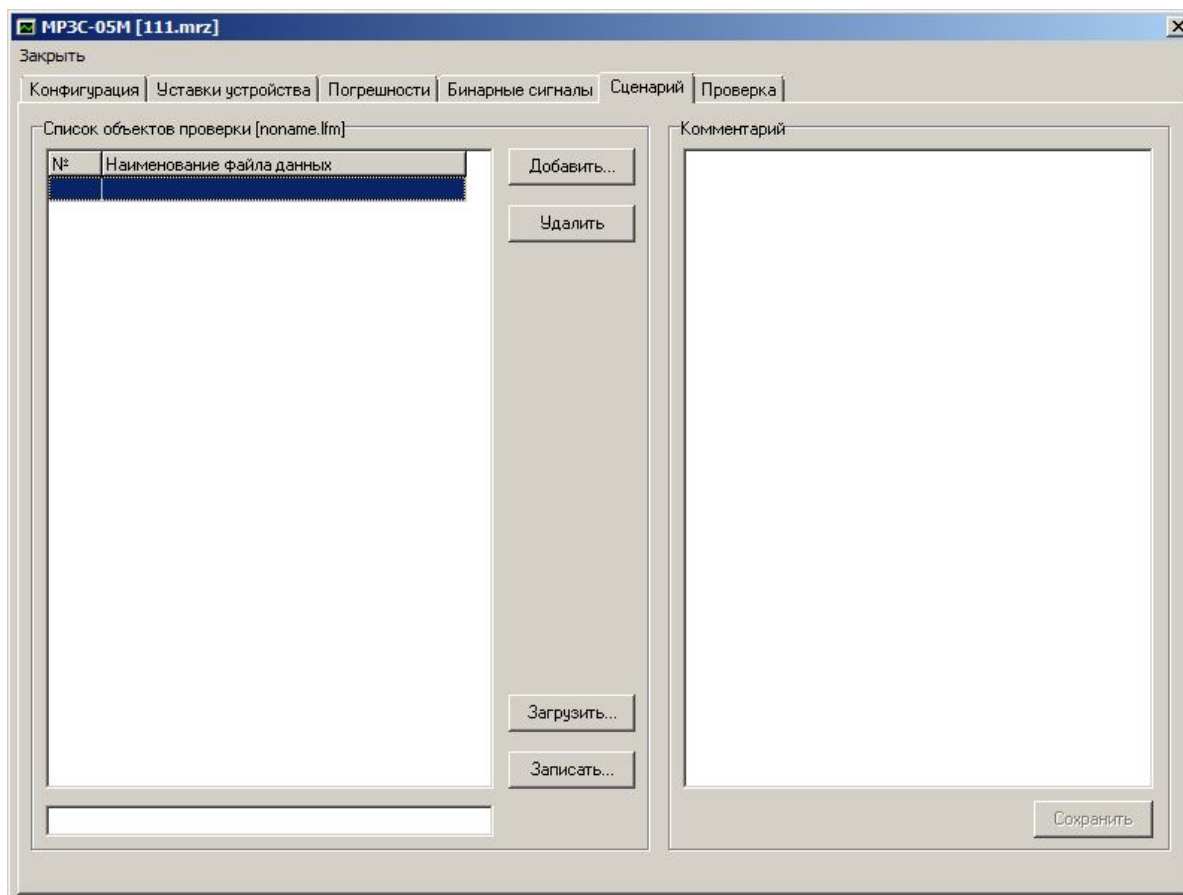 МРЗС-05М [111.mrz]
Закрыть
Конфигурация Уставки устройства Погрешности Бинарные сигналы Сценарий Проверка
Список объектов проверки [noname.lfm]
Комментарий
№ Наименование файла данных
Добавить...
Удалить
Загрузить...
Записать...
Сохранить